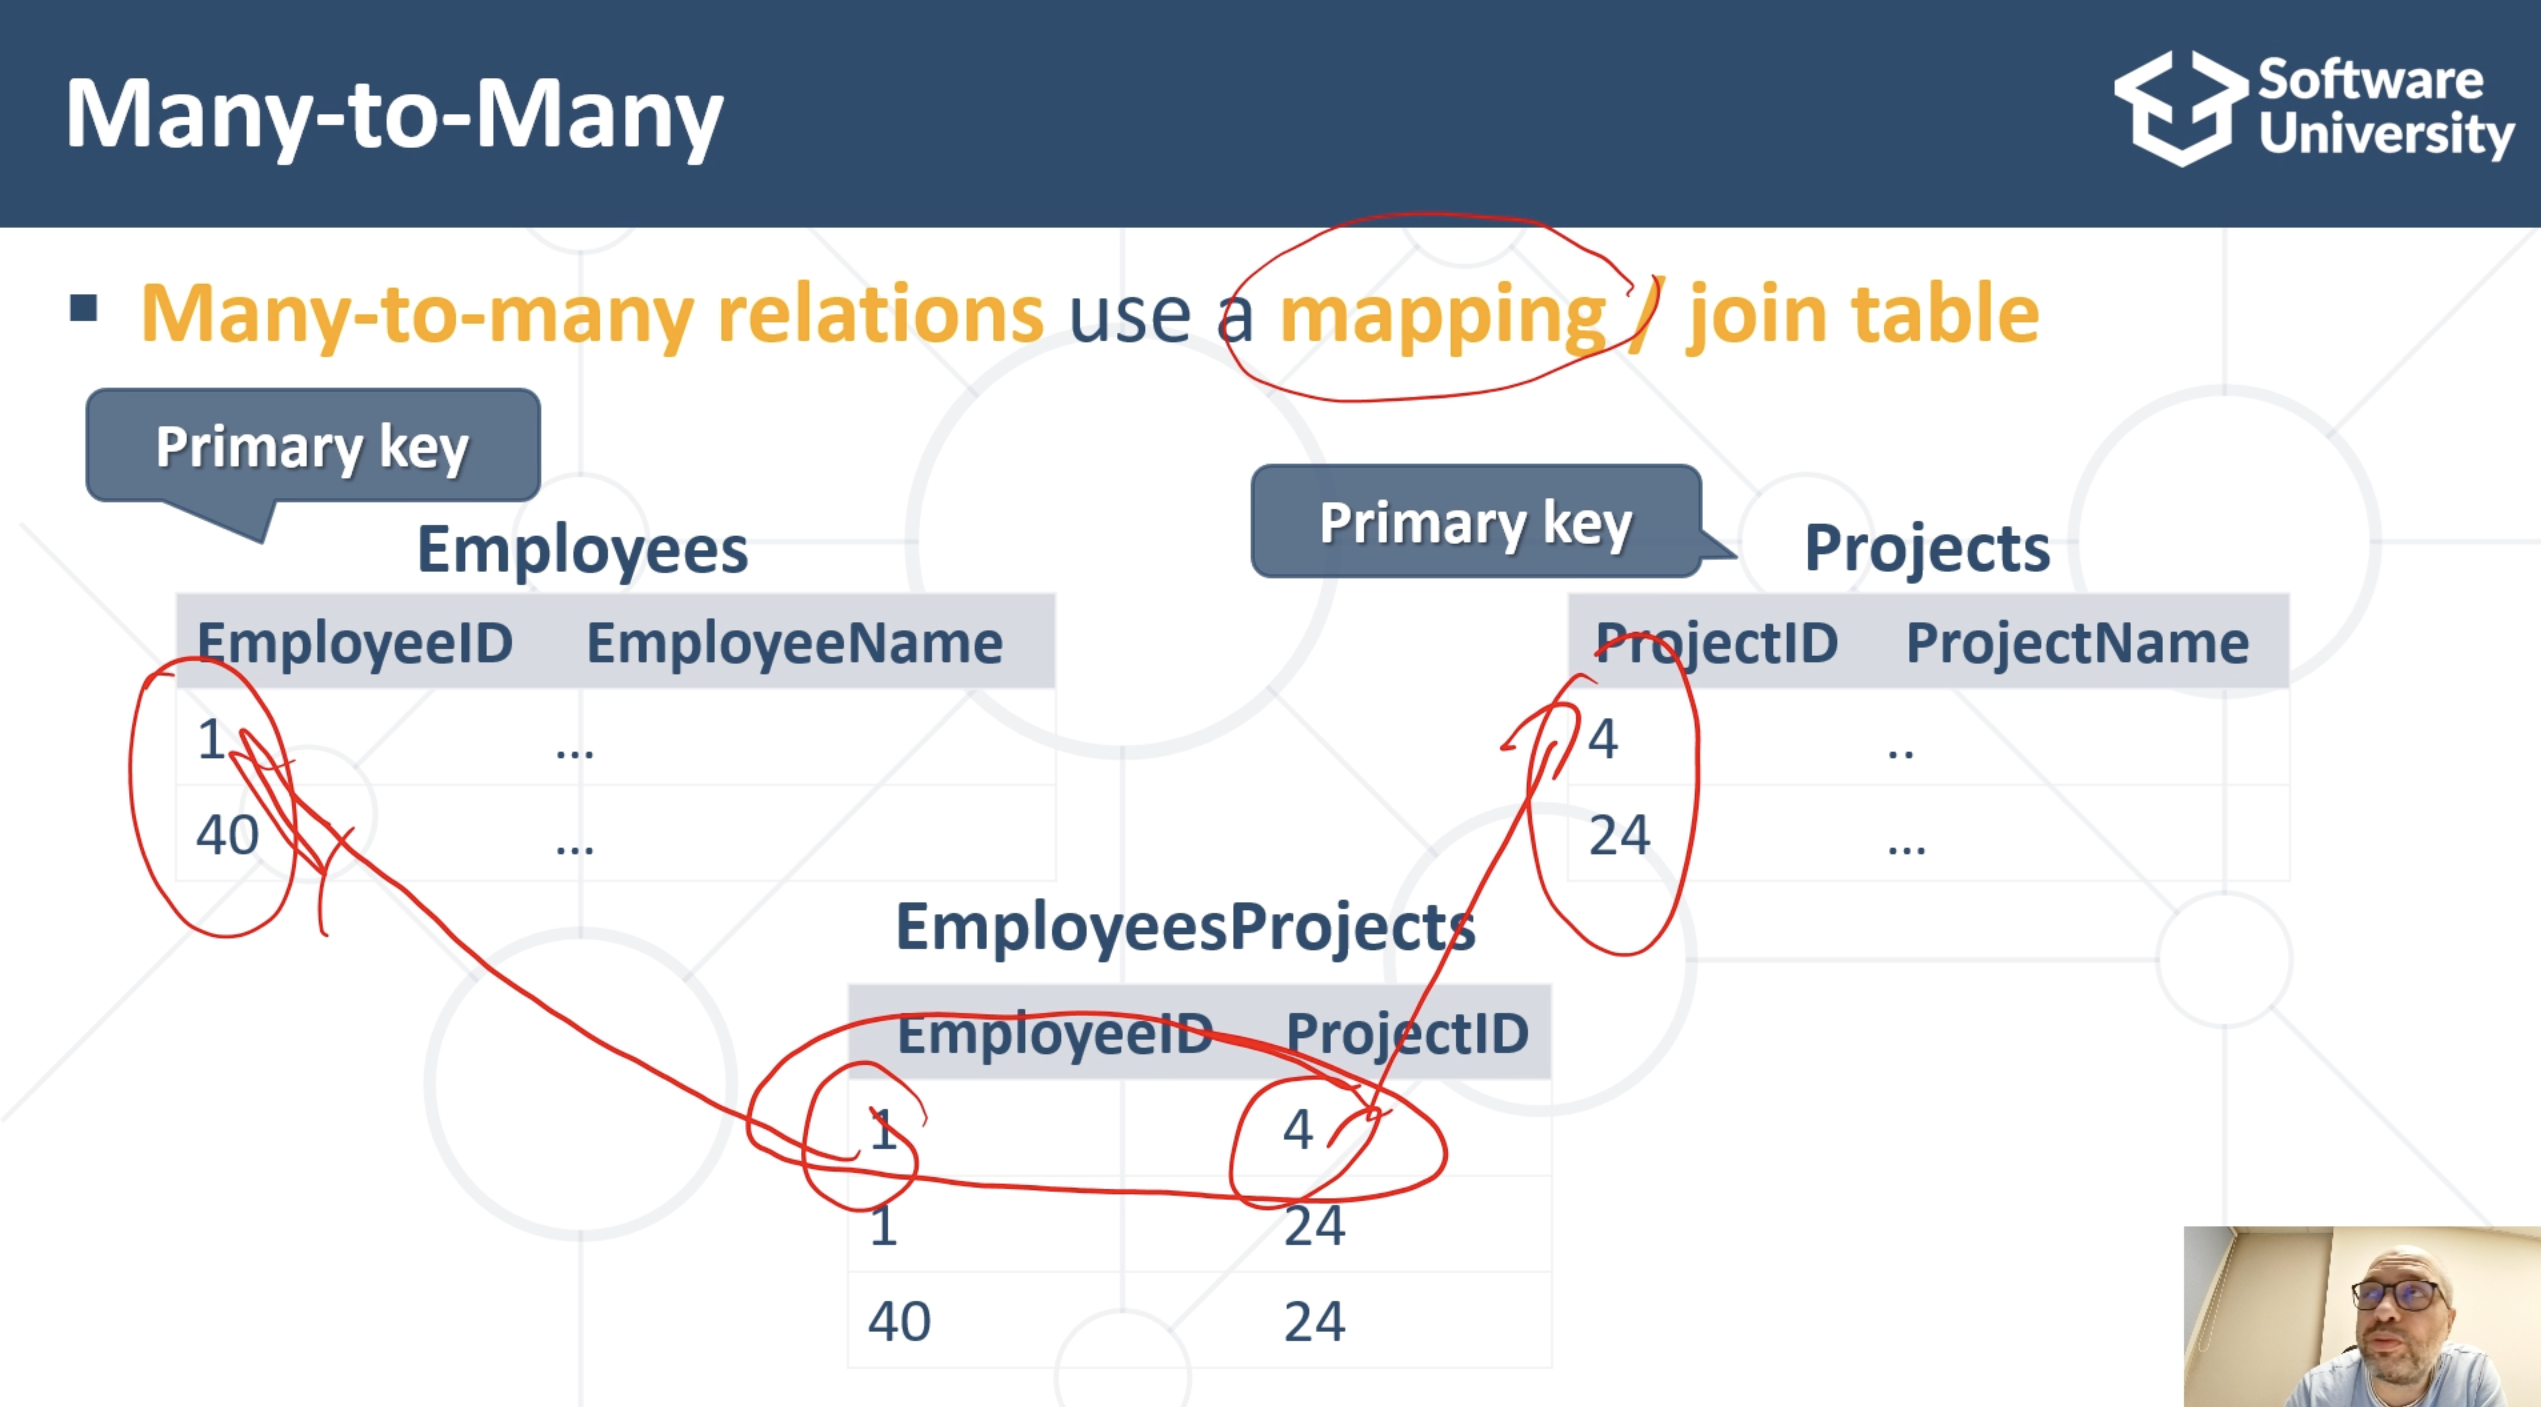 Many-to-Many
Software
University
▪ Many-to-many relations use a mapping / join table
Primary key
Primary key
Employees
EmployeeID EmployeeName
1 ...
40 ...
Projects
ProjectID ProjectName
4 ..
24 ...
EmployeesProjects
EmployeeID ProjectID
1 4
1 24
40 24